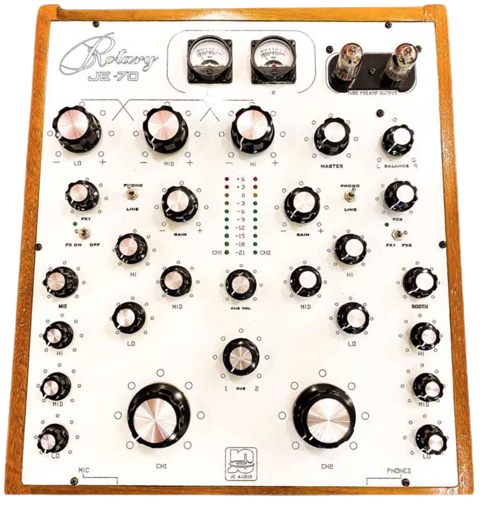 Rotary
JE-70
L R
TUBE PREAMP OUTPUT
LO
- +
MID
- +
HI
- +
MASTER
L BALANCE R
FX1
PHONO
LINE
GAIN
- +
+6
+3
0
-3
-6
-9
-12
-15
-18
-21
CH1 CH2
GAIN
- +
PHONO
LINE
FX2
FX ON OFF
FX1 FX2
HI
HI
MIC
MID
CUE VOL
MID
BOOTH
LO
LO
HI
HI
1 CUE 2
MID
MID
LO
LO
CH1
CH2
MIC
JE AUDIO
PHONES